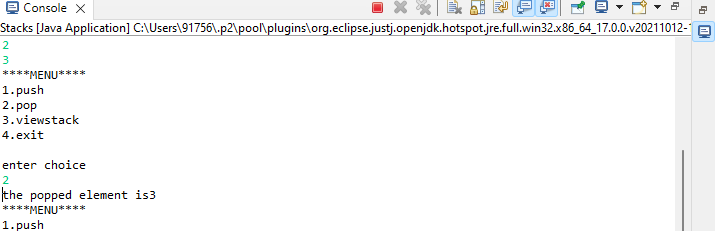 Console
Stacks [Java Application] C:\Users\91756\.p2\pool\plugins\org.eclipse.justj.openjdk.hotspot.jre.full.win32.x86_64_17.0.0.v20211012-1
2
3
****MENU****
1.push
2.pop
3.viewstack
4.exit
enter choice
2
the popped element is3
****MENU****
1.push